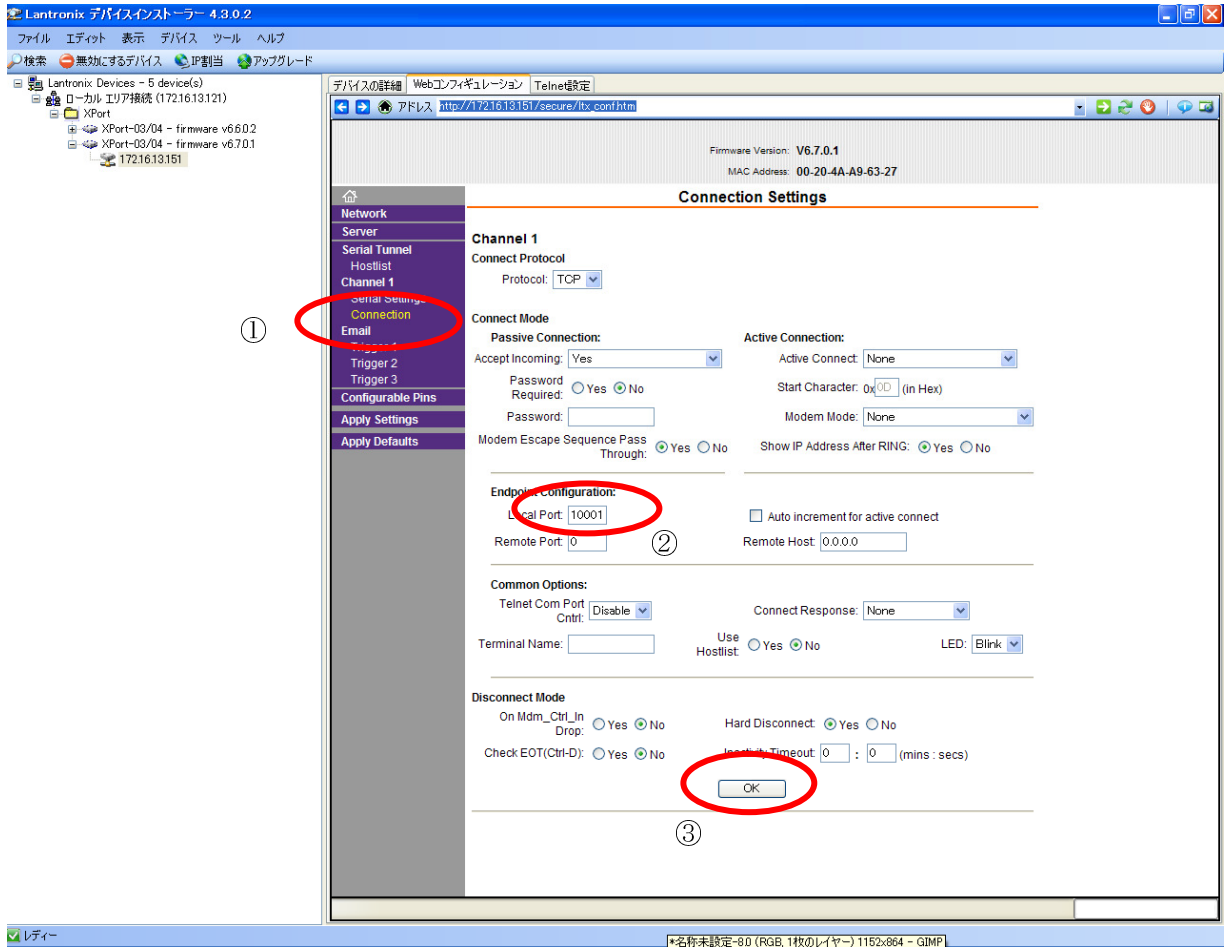 Lantronix デバイスインストーラー 4.3.0.2
ファイル エディット 表示 デバイス ツール ヘルプ
検索 無効にするデバイス IP割当 アップグレード
Lantronix Devices - 5 device(s)
ローカル エリア接続 (172.16.13.121)
XPort
XPort-03/04 - firmware v6.6.0.2
XPort-03/04 - firmware v6.7.0.1
172.16.13.151
デバイスの詳細 Webコンフィギュレーション Telnet設定
アドレス http://172.16.13.151/secure/ltx_conf.htm
Firmware Version: V6.7.0.1
MAC Address: 00-20-4A-A9-63-27
Network
Server
Serial Tunnel
Hostlist
Channel 1
Serial Settings
Connection
Email
Trigger 1
Trigger 2
Trigger 3
Configurable Pins
Apply Settings
Apply Defaults
①
Connection Settings
Channel 1
Connect Protocol
Protocol: TCP
Connect Mode
Passive Connection: Active Connection:
Accept Incoming: Yes Active Connect: None
Password Required: Yes No Start Character: 0x 0D (in Hex)
Password: Modem Mode: None
Modem Escape Sequence Pass Through: Yes No Show IP Address After RING: Yes No
Endpoint Configuration:
Local Port: 10001 Auto increment for active connect
②
Remote Port: 0 Remote Host: 0.0.0.0
Common Options:
Telnet Com Port Cntrl: Disable Connect Response: None
Terminal Name: Use Hostlist: Yes No LED: Blink
Disconnect Mode
On Mdm_Ctrl_In Drop: Yes No Hard Disconnect: Yes No
Check EOT(Ctrl-D): Yes No Inactivity Timeout: 0 : 0 (mins : secs)
OK
③
レディー
*名称未設定-8.0 (RGB, 1枚のレイヤー) 1152x864 - GIMP